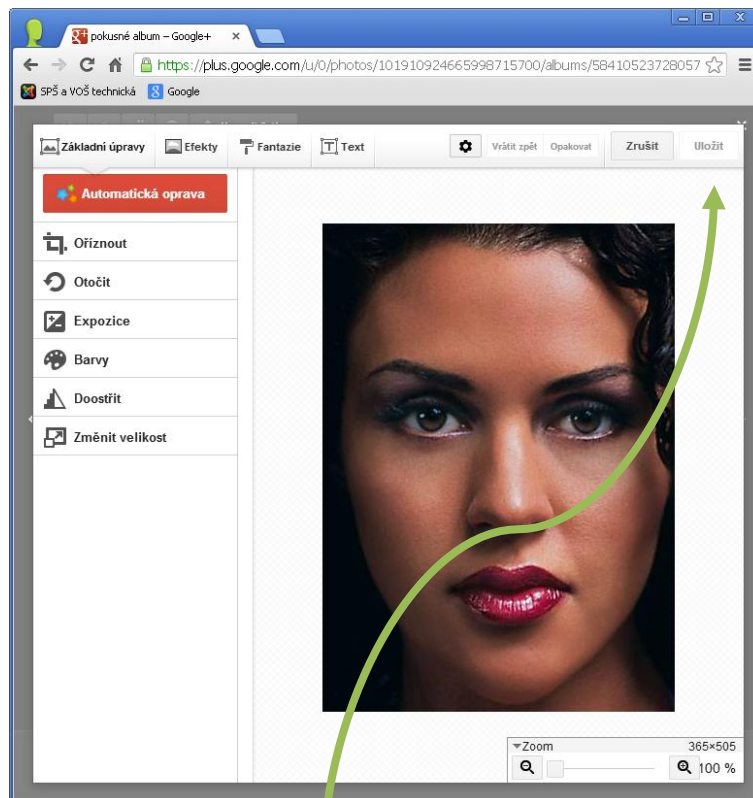 pokusné album – Google+
https://plus.google.com/u/0/photos/101910924665998715700/albums/58410523728057
SPŠ a VOŠ technická Google
Základní úpravy Efekty Fantazie Text Vrátit zpět Opakovat Zrušit Uložit
Automatická oprava
Oříznout
Otočit
Expozice
Barvy
Doostřit
Změnit velikost
Zoom 365×505
100 %